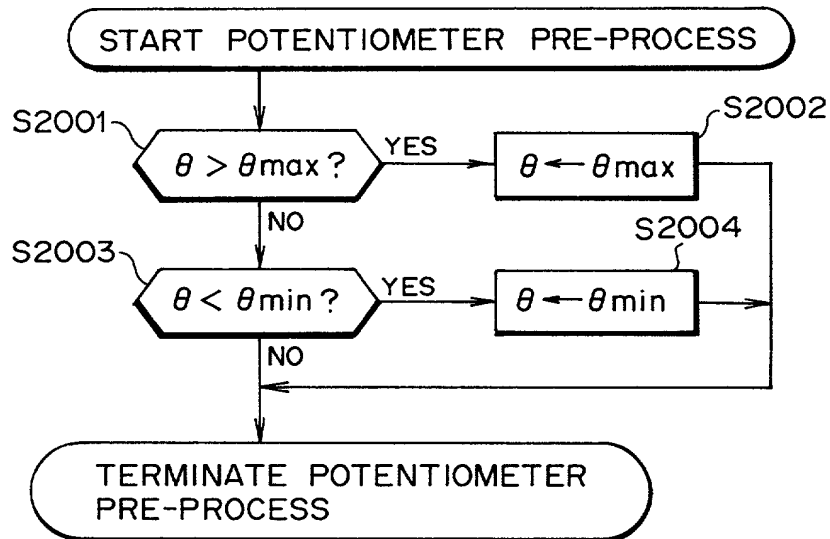 START POTENTIOMETER PRE-PROCESS
S2001
θ > θmax?
YES
S2002
θ ← θmax
NO
S2003
θ < θmin?
YES
S2004
θ ← θmin
NO
TERMINATE POTENTIOMETER
PRE-PROCESS